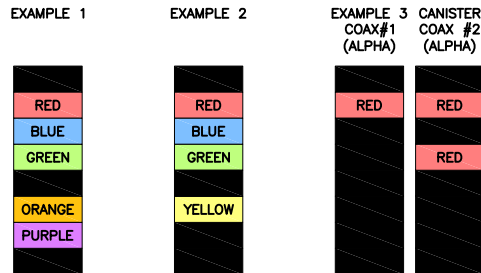 EXAMPLE 1
RED
BLUE
GREEN
ORANGE
PURPLE
EXAMPLE 2
RED
BLUE
GREEN
YELLOW
EXAMPLE 3 CANISTER
COAX#1 COAX #2
(ALPHA) (ALPHA)
RED RED
RED